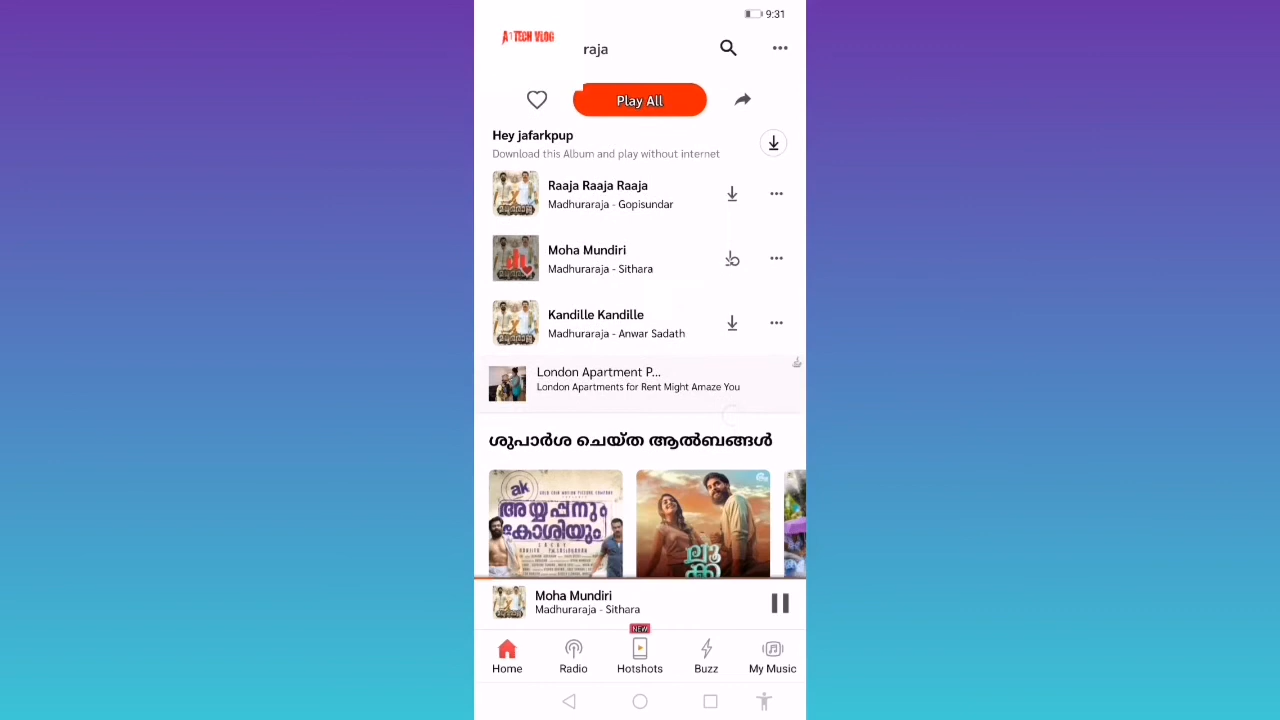 9:31
A1 TECH VLOG
raja
Play All
Hey jafarkpup
Download this Album and play without internet
Raaja Raaja Raaja
Madhuraraja - Gopisundar
Moha Mundiri
Madhuraraja - Sithara
Kandille Kandille
Madhuraraja - Anwar Sadath
London Apartment P...
London Apartments for Rent Might Amaze You
ശുപാർശ ചെയ്ത ആൽബങ്ങൾ
ak
അയ്യപ്പനും
കോശിയും
Moha Mundiri
Madhuraraja - Sithara
NEW
Home
Radio
Hotshots
Buzz
My Music